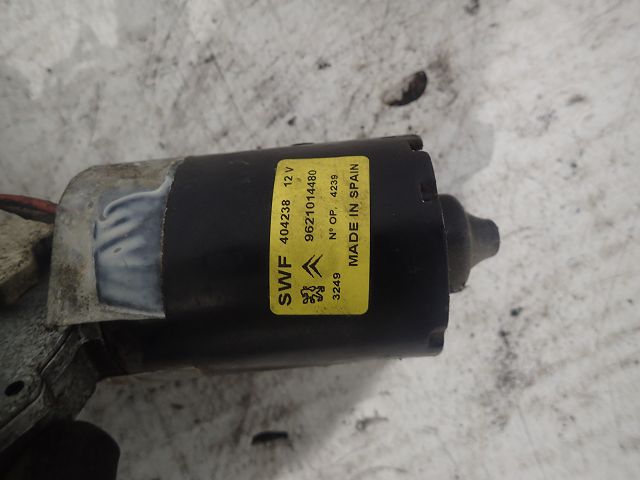 SWF 404238 12 V
9621014480
Nº OP. 4239
3249
MADE IN SPAIN